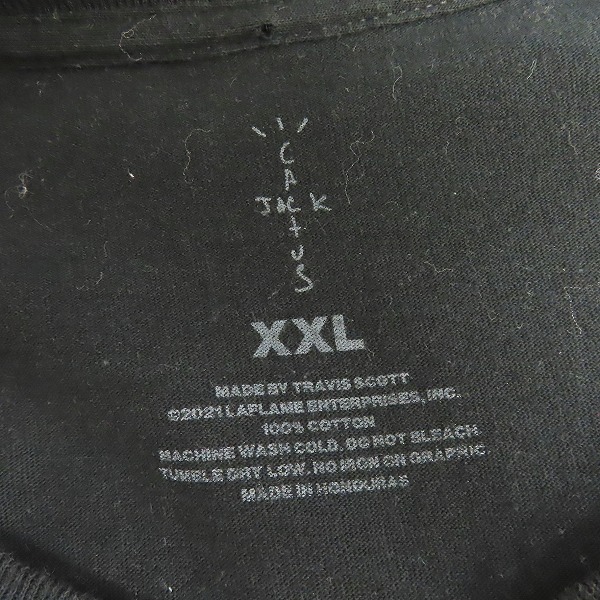 CACTUS
JACK
XXL
MADE BY TRAVIS SCOTT
©2021 LAFLAME ENTERPRISES, INC.
100% COTTON
MACHINE WASH COLD, DO NOT BLEACH
TUMBLE DRY LOW, NO IRON ON GRAPHIC
MADE IN HONDURAS